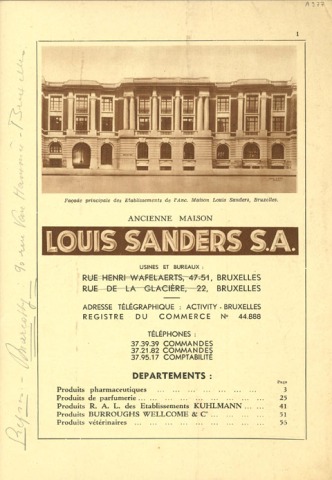 A977
1
Façade principale des Etablissements de l'Anc. Maison Louis Sanders, Bruxelles.
ANCIENNE MAISON
LOUIS SANDERS S.A.
USINES ET BUREAUX :
RUE HENRI WAFELAERTS, 47-51, BRUXELLES
RUE DE LA GLACIÈRE, 22, BRUXELLES
ADRESSE TÉLÉGRAPHIQUE : ACTIVITY - BRUXELLES
REGISTRE DU COMMERCE Nº 44.888
TÉLÉPHONES :
37.39.39 COMMANDES
37.21.82 COMMANDES
37.95.17 COMPTABILITÉ
DEPARTEMENTS :
Page
Produits pharmaceutiques ... ... ... ... ... ... 3
Produits de parfumerie ... ... ... ... ... ... ... 25
Produits R. A. L. des Etablissements KUHLMANN ... ... 41
Produits BURROUGHS WELLCOME & Cº ... ... ... 51
Produits vétérinaires ... ... ... ... ... ... ... 55